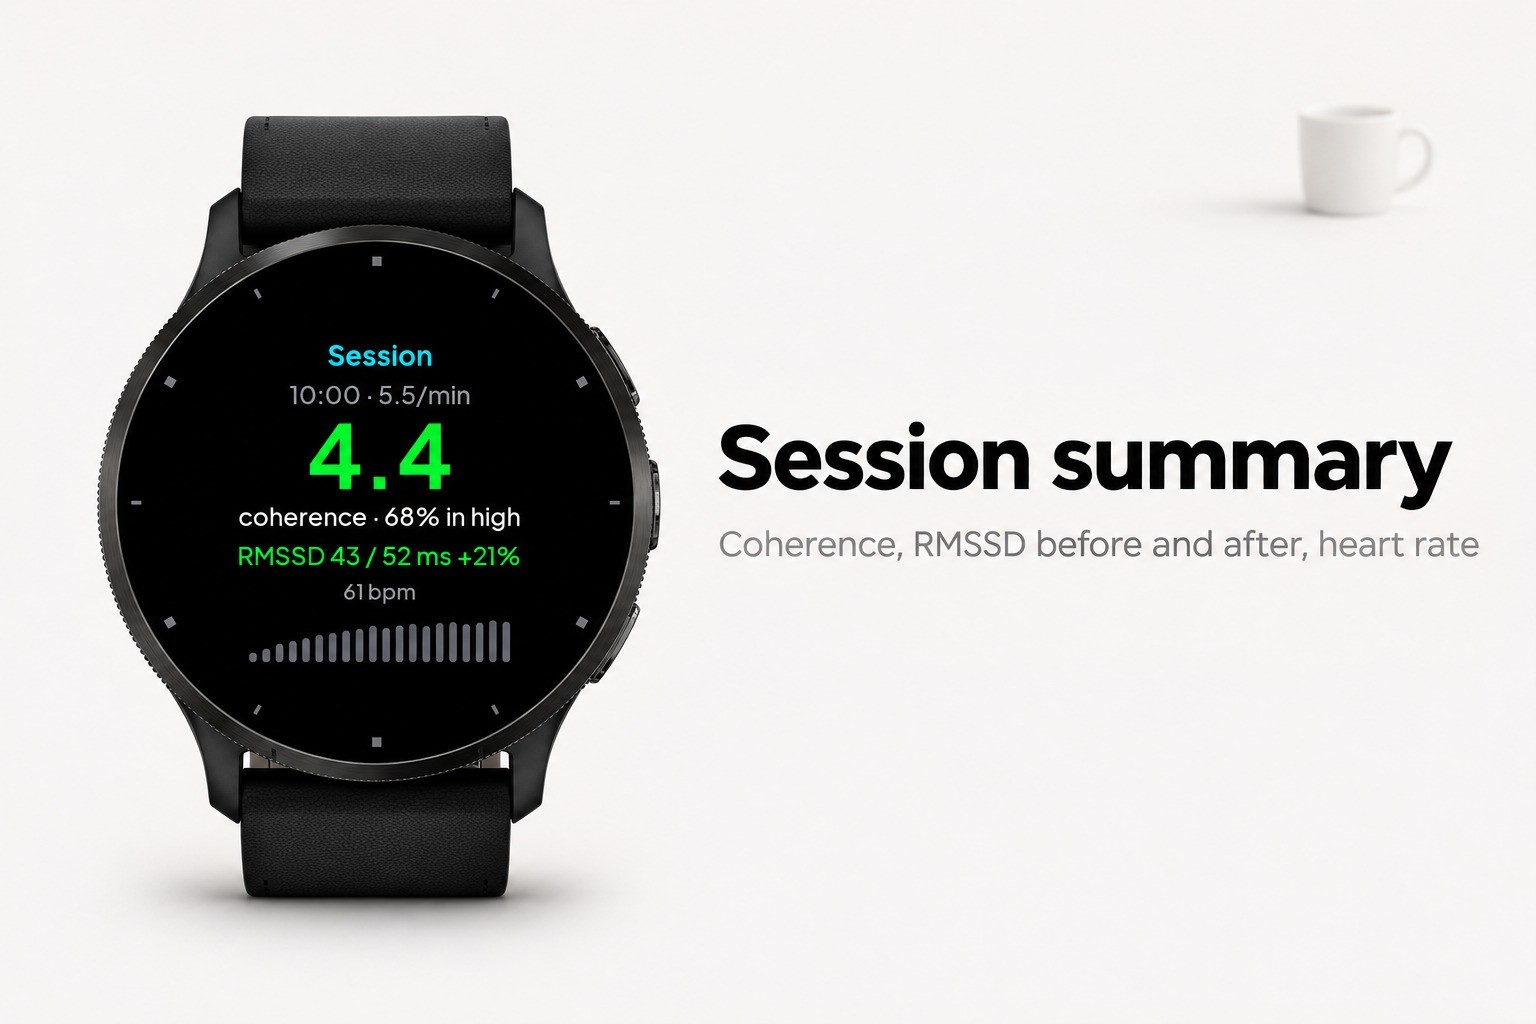 Session
10:00 · 5.5/min
4.4
coherence · 68% in high
RMSSD 43 / 52 ms +21%
61 bpm
Session summary
Coherence, RMSSD before and after, heart rate